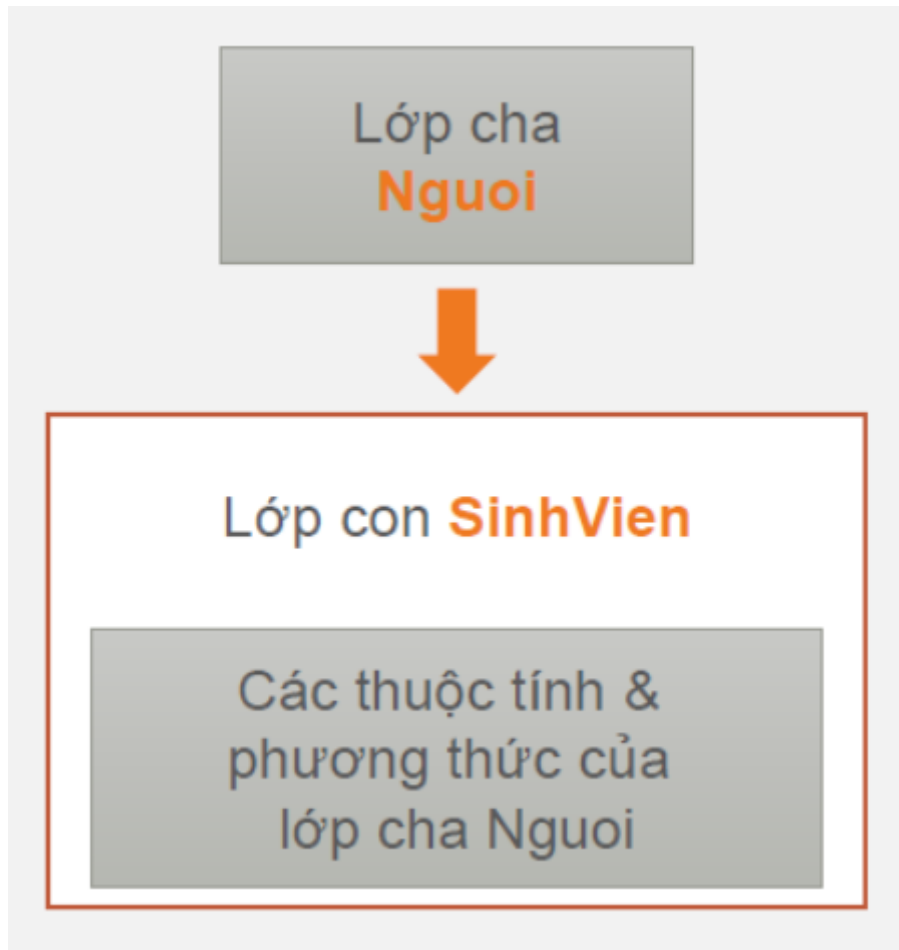 Lớp cha
Nguoi
Lớp con SinhVien
Các thuộc tính &
phương thức của
lớp cha Nguoi